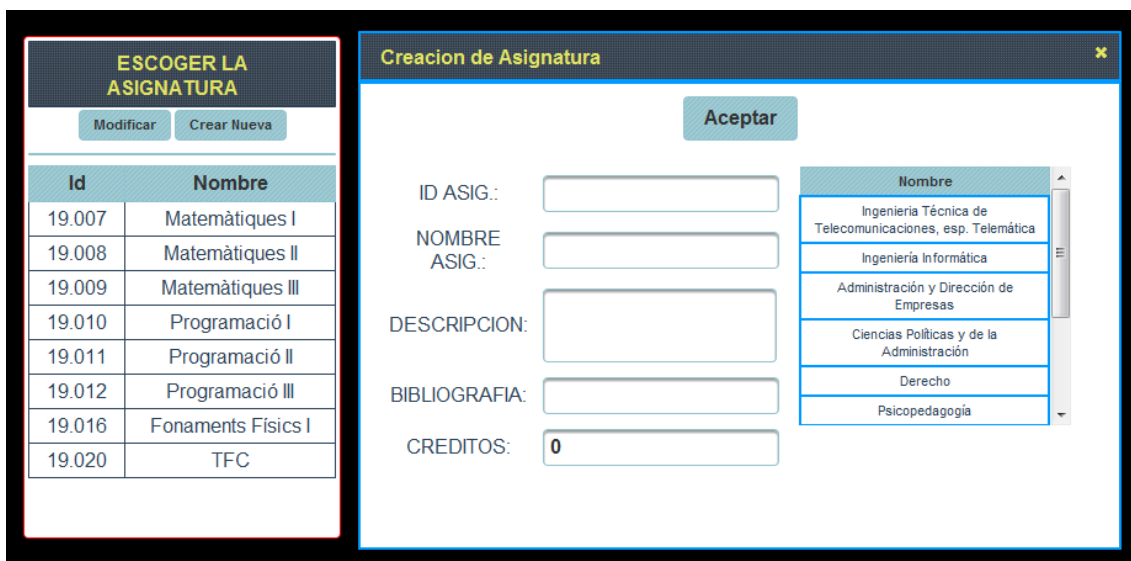 ESCOGER LA
ASIGNATURA
Modificar Crear Nueva
Id Nombre
19.007 Matemàtiques I
19.008 Matemàtiques II
19.009 Matemàtiques III
19.010 Programació I
19.011 Programació II
19.012 Programació III
19.016 Fonaments Físics I
19.020 TFC
Creacion de Asignatura
Aceptar
ID ASIG.:
NOMBRE
ASIG.:
DESCRIPCION:
BIBLIOGRAFIA:
CREDITOS: 0
Nombre
Ingenieria Técnica de
Telecomunicaciones, esp. Telemática
Ingeniería Informática
Administración y Dirección de
Empresas
Ciencias Políticas y de la
Administración
Derecho
Psicopedagogía